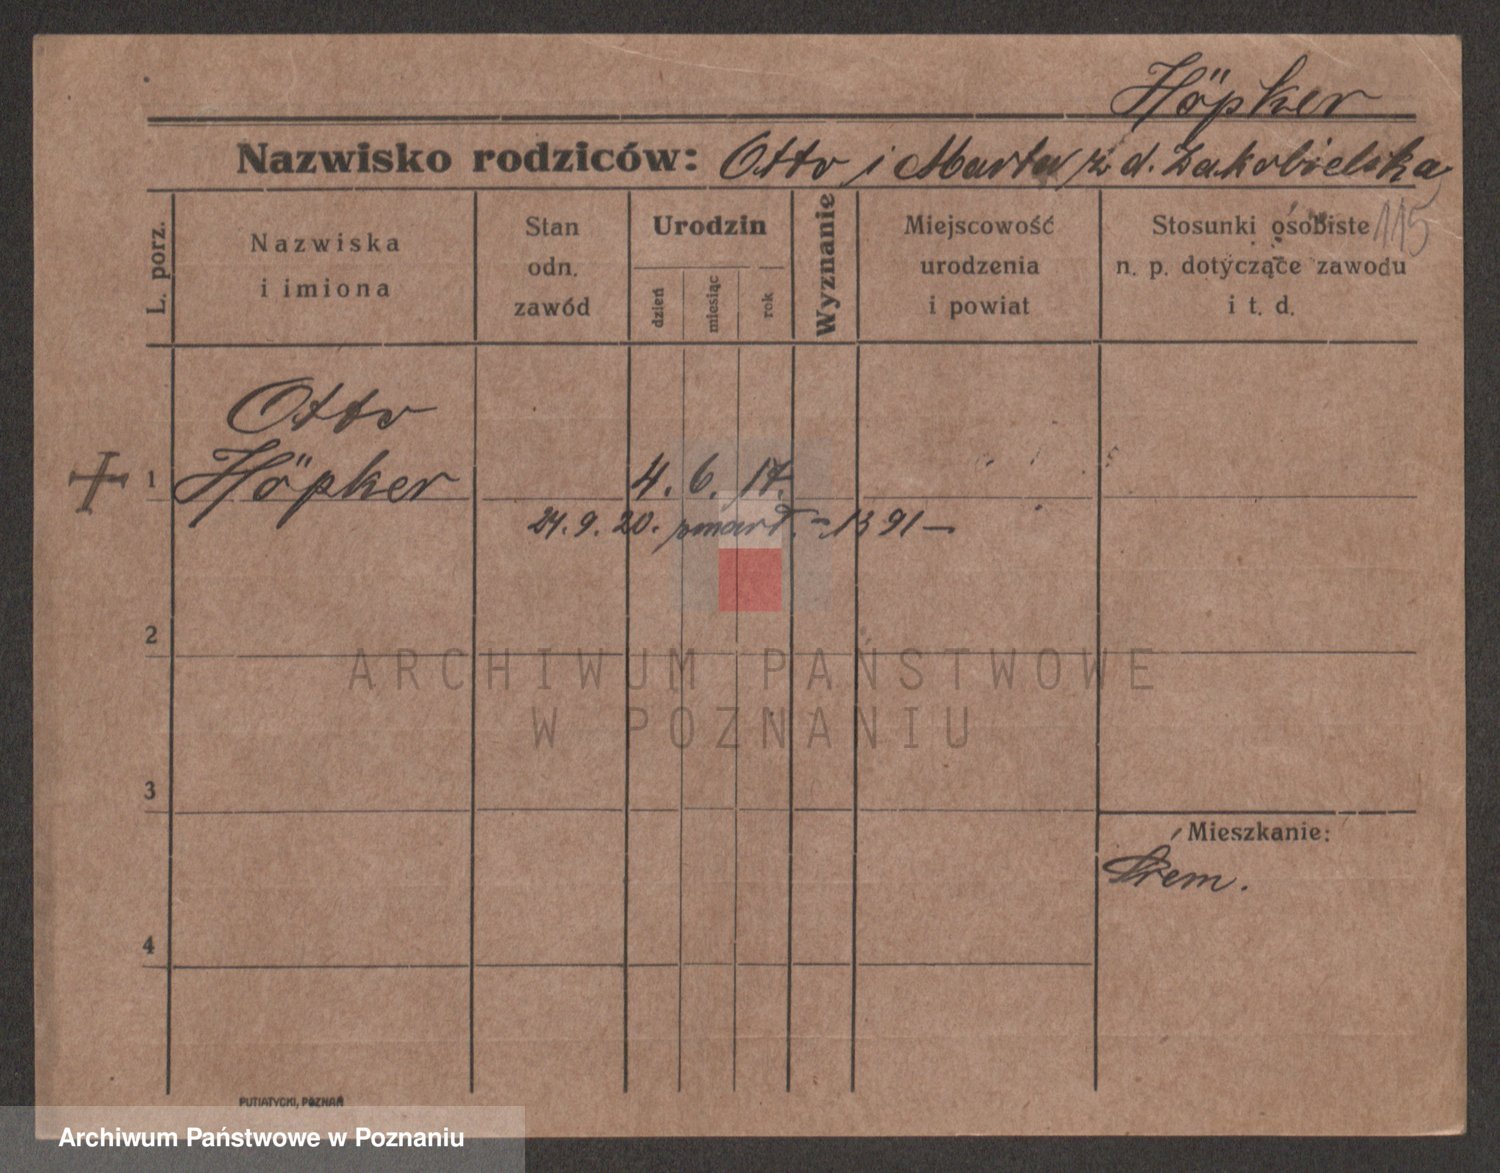 Höpker
Nazwisko rodziców: Otto i Marta z d. Zakobielska
115
L. porz.
Nazwiska
i imiona
Stan
odn.
zawód
Urodzin
dzień
miesiąc
rok
Wyznanie
Miejscowość
urodzenia
i powiat
Stosunki osobiste
n. p. dotyczące zawodu
i t. d.
Otto
1 Höpker 4. 6. 17.
24. 9. 20. zmarł. - 1391 -
2
ARCHIWUM PAŃSTWOWE
W POZNANIU
3
Mieszkanie:
Śrem.
4
PUTIATYCKI, POZNAŃ
Archiwum Państwowe w Poznaniu